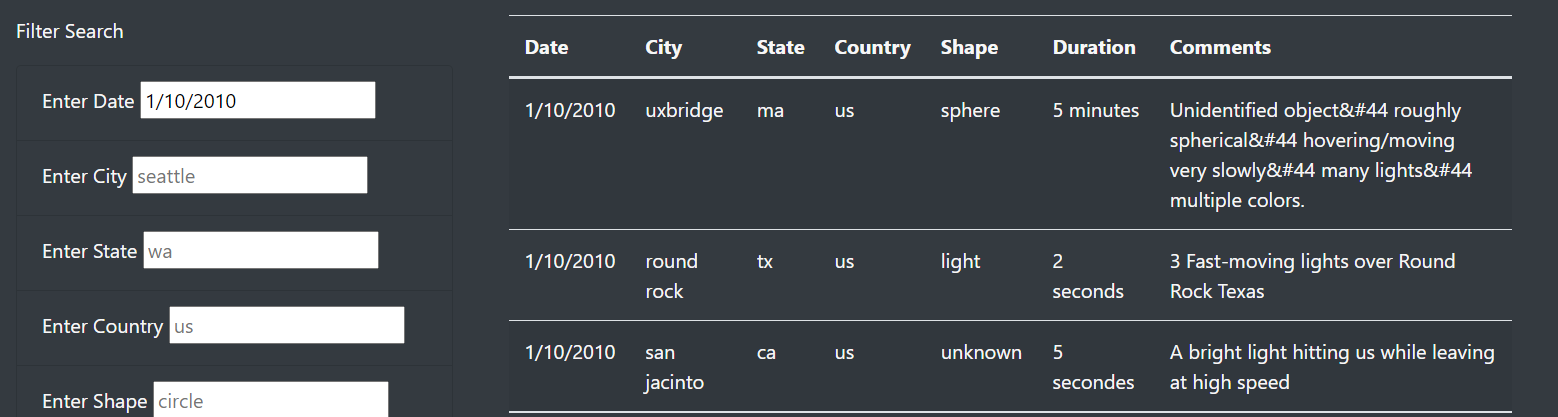 Filter Search
Enter Date 1/10/2010
Enter City seattle
Enter State wa
Enter Country us
Enter Shape circle
Date City State Country Shape Duration Comments
1/10/2010 uxbridge ma us sphere 5 minutes Unidentified object&#44 roughly
spherical&#44 hovering/moving
very slowly&#44 many lights&#44
multiple colors.
1/10/2010 round tx us light 2 3 Fast-moving lights over Round
rock seconds Rock Texas
1/10/2010 san ca us unknown 5 A bright light hitting us while leaving
jacinto secondes at high speed